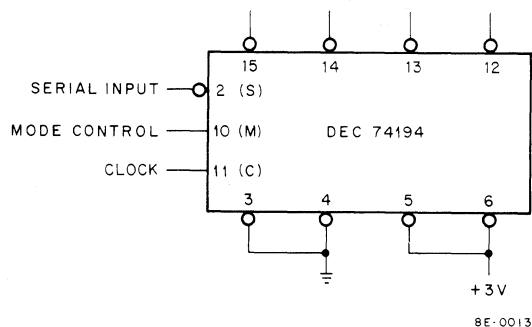 15 14 13 12
SERIAL INPUT 2 (S)
MODE CONTROL 10 (M) DEC 74194
CLOCK 11 (C)
3 4 5 6
+3V
8E-0013